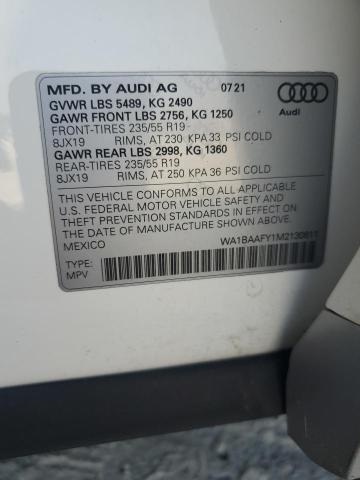 MFD. BY AUDI AG 07 21
GVWR LBS 5489, KG 2490
GAWR FRONT LBS 2756, KG 1250
FRONT-TIRES 235/55 R19
8JX19 RIMS, AT 230 KPA 33 PSI COLD
GAWR REAR LBS 2998, KG 1360
REAR-TIRES 235/55 R19
8JX19 RIMS, AT 250 KPA 36 PSI COLD
THIS VEHICLE CONFORMS TO ALL APPLICABLE
U.S. FEDERAL MOTOR VEHICLE SAFETY AND
THEFT PREVENTION STANDARDS IN EFFECT ON
THE DATE OF MANUFACTURE SHOWN ABOVE.
MEXICO
WA1BAAFY1M2130811
TYPE:
MPV
Audi